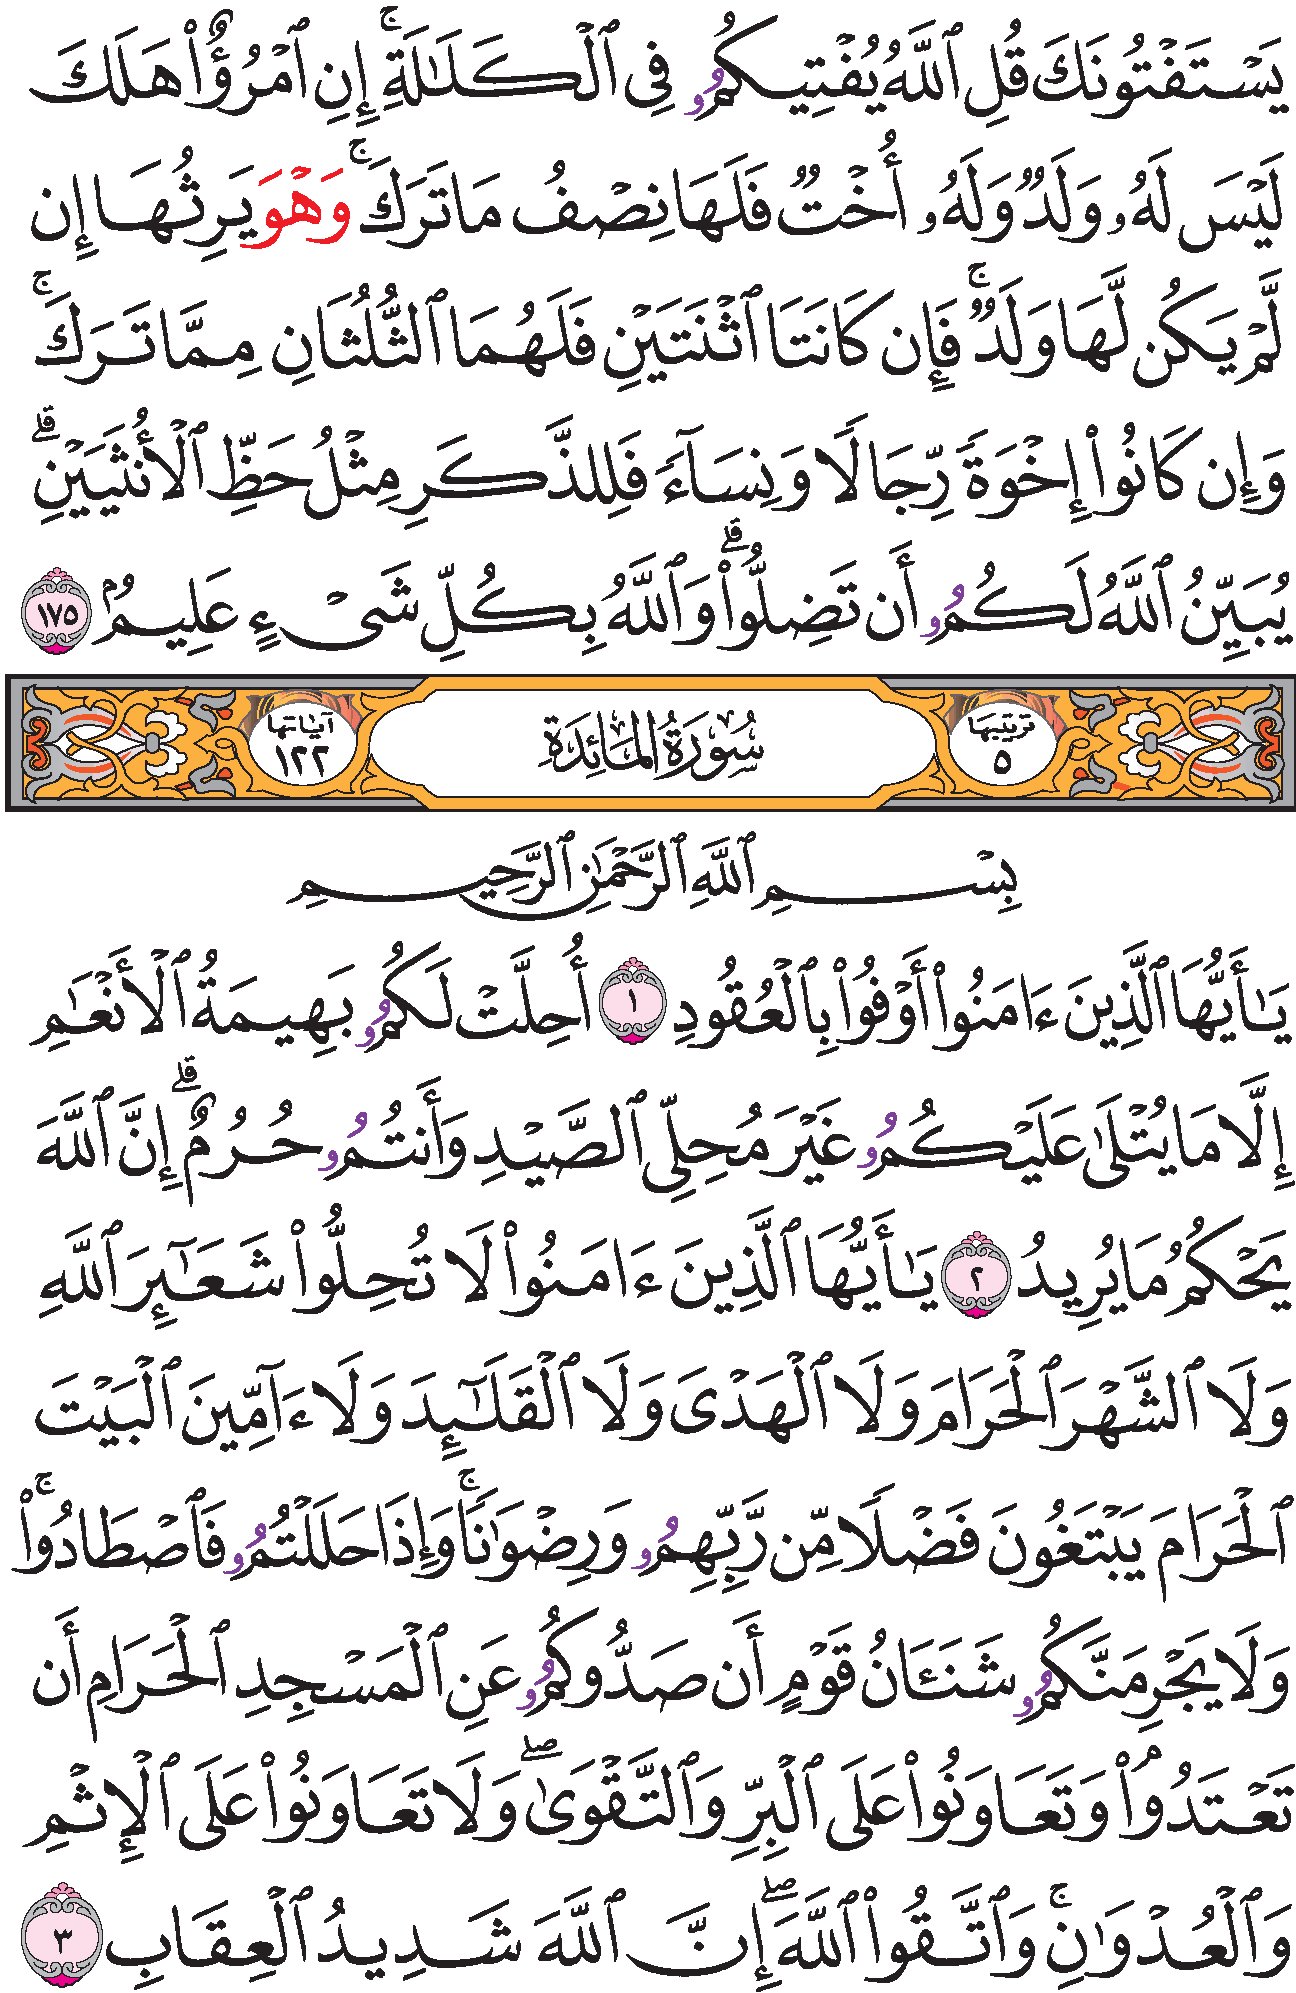 يَسۡتَفۡتُونَكَ قُلِ ٱللَّهُ يُفۡتِيكُمُۥ فِى ٱلۡكَلَٰلَةِۚ إِنِ ٱمۡرُؤٌاْ هَلَكَ
لَيۡسَ لَهُۥ وَلَدٌ وَلَهُۥ أُخۡتٌ فَلَهَا نِصۡفُ مَا تَرَكَۚ وَهۡوَ يَرِثُهَا إِن
لَّمۡ يَكُن لَّهَا وَلَدٌۚ فَإِن كَانَتَا ٱثۡنَتَيۡنِ فَلَهُمَا ٱلثُّلُثَانِ مِمَّا تَرَكَۚ
وَإِن كَانُوٓاْ إِخۡوَةً رِّجَالًا وَنِسَآءً فَلِلذَّكَرِ مِثۡلُ حَظِّ ٱلۡأُنثَيَيۡنِۗ
يُبَيِّنُ ٱللَّهُ لَكُمُۥ أَن تَضِلُّواْۗ وَٱللَّهُ بِكُلِّ شَىۡءٍ عَلِيمُۢ ١٧٥
ترتيبها ٥ سُورَةُ المَائِدَةِ آياتها ١٢٢
بِسۡمِ ٱللَّهِ ٱلرَّحۡمَٰنِ ٱلرَّحِيمِ
يَٰأَيُّهَا ٱلَّذِينَ ءَامَنُواْ أَوۡفُواْ بِٱلۡعُقُودِ ١ أُحِلَّتۡ لَكُمُۥ بَهِيمَةُ ٱلۡأَنۡعَٰمِ
إِلَّا مَا يُتۡلَىٰ عَلَيۡكُمُۥ غَيۡرَ مُحِلِّى ٱلصَّيۡدِ وَأَنتُمُۥ حُرُمٌۗ إِنَّ ٱللَّهَ
يَحۡكُمُ مَا يُرِيدُ ٢ يَٰأَيُّهَا ٱلَّذِينَ ءَامَنُواْ لَا تُحِلُّواْ شَعَٰٓئِرَ ٱللَّهِ
وَلَا ٱلشَّهۡرَ ٱلۡحَرَامَ وَلَا ٱلۡهَدۡىَ وَلَا ٱلۡقَلَٰٓئِدَ وَلَا ءَآمِّينَ ٱلۡبَيۡتَ
ٱلۡحَرَامَ يَبۡتَغُونَ فَضۡلًا مِّن رَّبِّهِمُۥ وَرِضۡوَٰنًاۚ وَإِذَا حَلَلۡتُمُۥ فَٱصۡطَادُواْۚ
وَلَا يَجۡرِمَنَّكُمُۥ شَنَـَٔانُ قَوۡمٍ أَن صَدُّوكُمُۥ عَنِ ٱلۡمَسۡجِدِ ٱلۡحَرَامِ أَن
تَعۡتَدُواْۘ وَتَعَاوَنُواْ عَلَى ٱلۡبِرِّ وَٱلتَّقۡوَىٰۖ وَلَا تَعَاوَنُواْ عَلَى ٱلۡإِثۡمِ
وَٱلۡعُدۡوَٰنِۚ وَٱتَّقُواْ ٱللَّهَۖ إِنَّ ٱللَّهَ شَدِيدُ ٱلۡعِقَابِ ٣